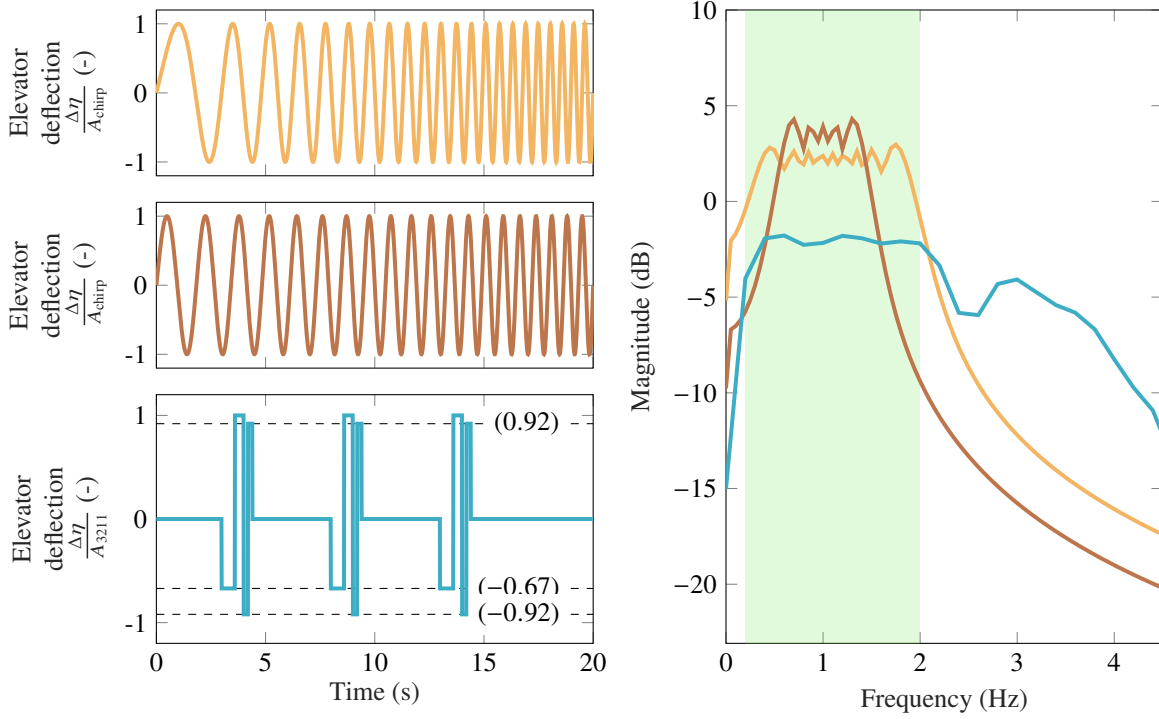 Elevator
deflection
Δη
A_chirp
(-)
1
0
-1
Elevator
deflection
Δη
A_chirp
(-)
1
0
-1
Elevator
deflection
Δη
A_3211
(-)
1
0
-1
(0.92)
(−0.67)
(−0.92)
0
5
10
15
20
Time (s)
Magnitude (dB)
10
5
0
−5
−10
−15
−20
0
1
2
3
4
Frequency (Hz)